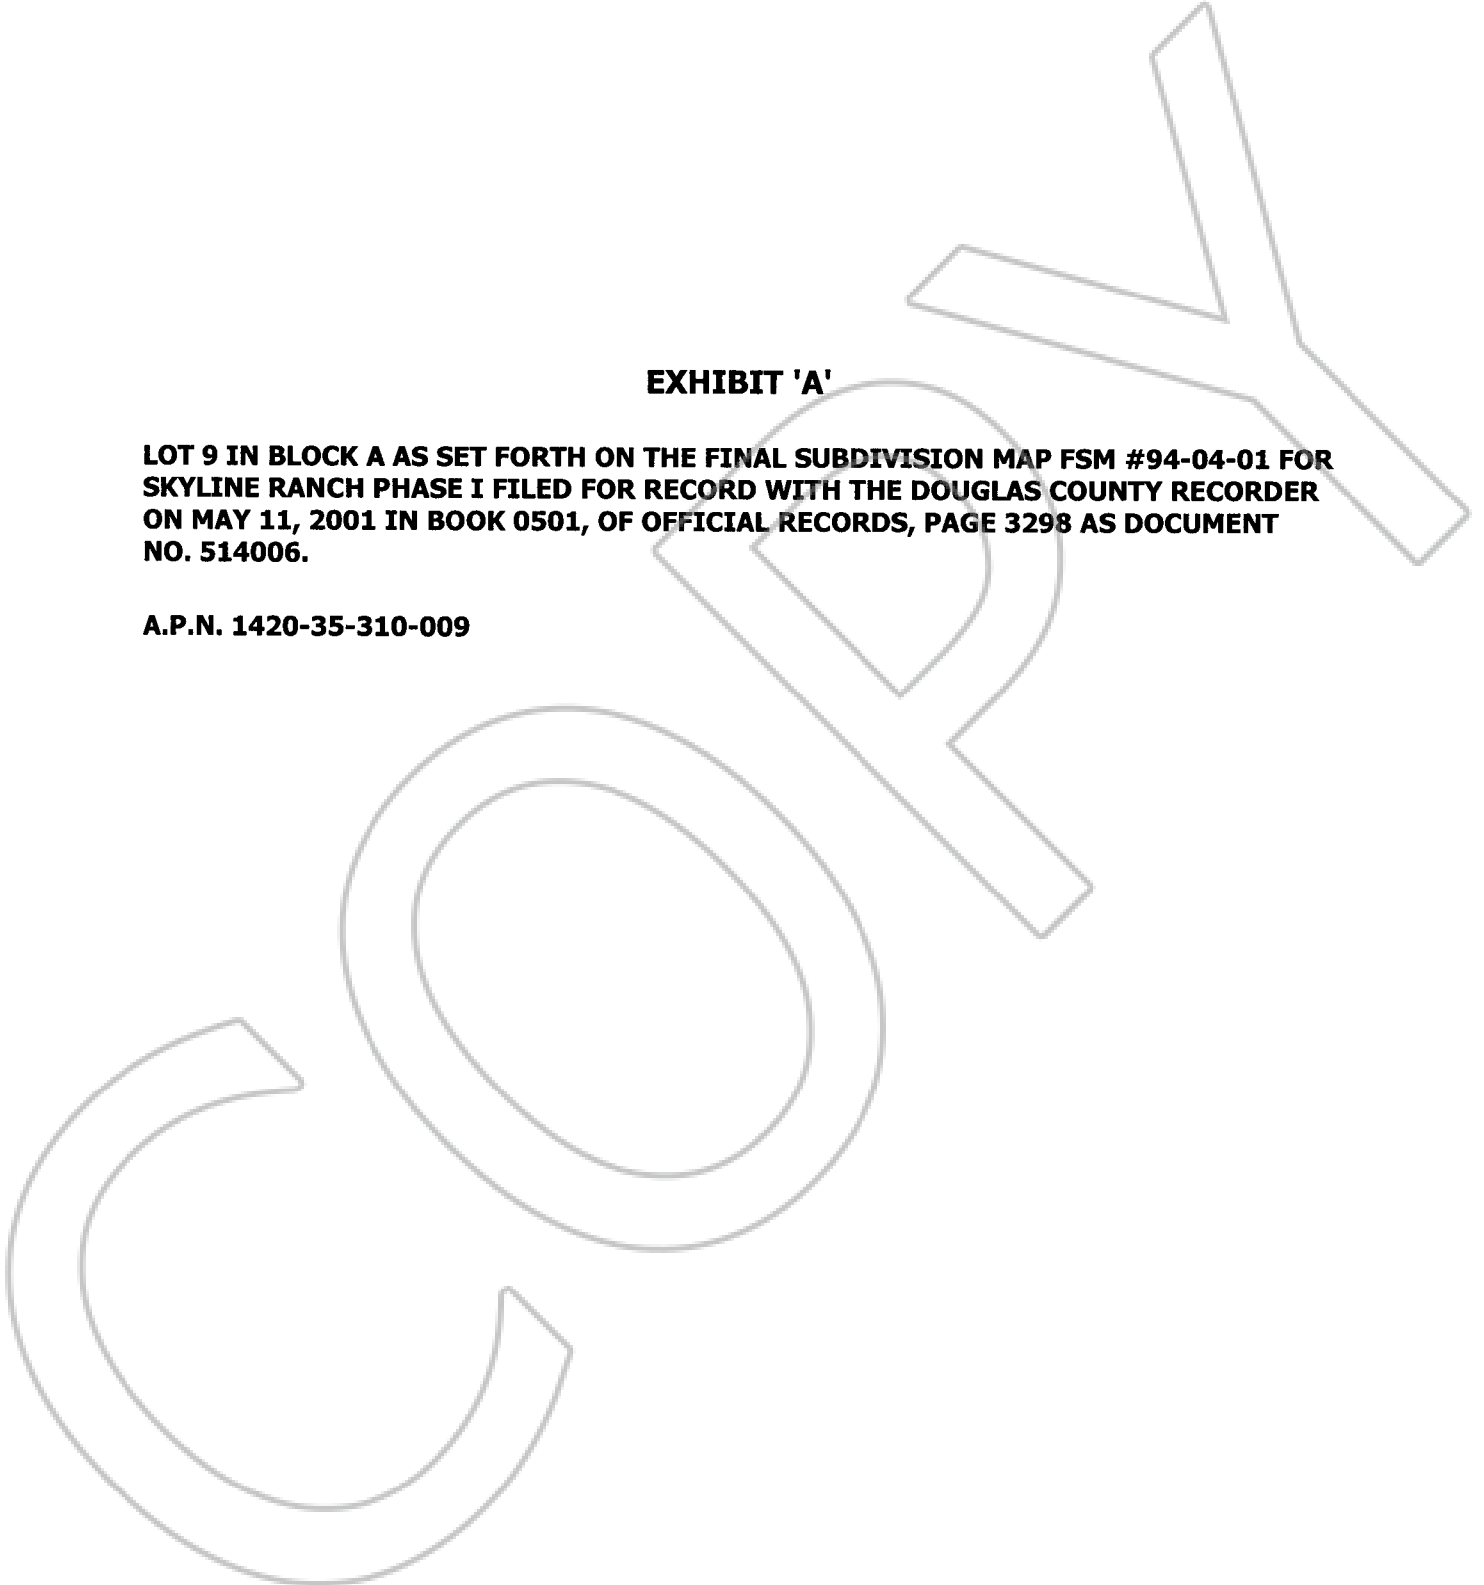 EXHIBIT 'A'
LOT 9 IN BLOCK A AS SET FORTH ON THE FINAL SUBDIVISION MAP FSM #94-04-01 FOR
SKYLINE RANCH PHASE I FILED FOR RECORD WITH THE DOUGLAS COUNTY RECORDER
ON MAY 11, 2001 IN BOOK 0501, OF OFFICIAL RECORDS, PAGE 3298 AS DOCUMENT
NO. 514006.
A.P.N. 1420-35-310-009
COPY